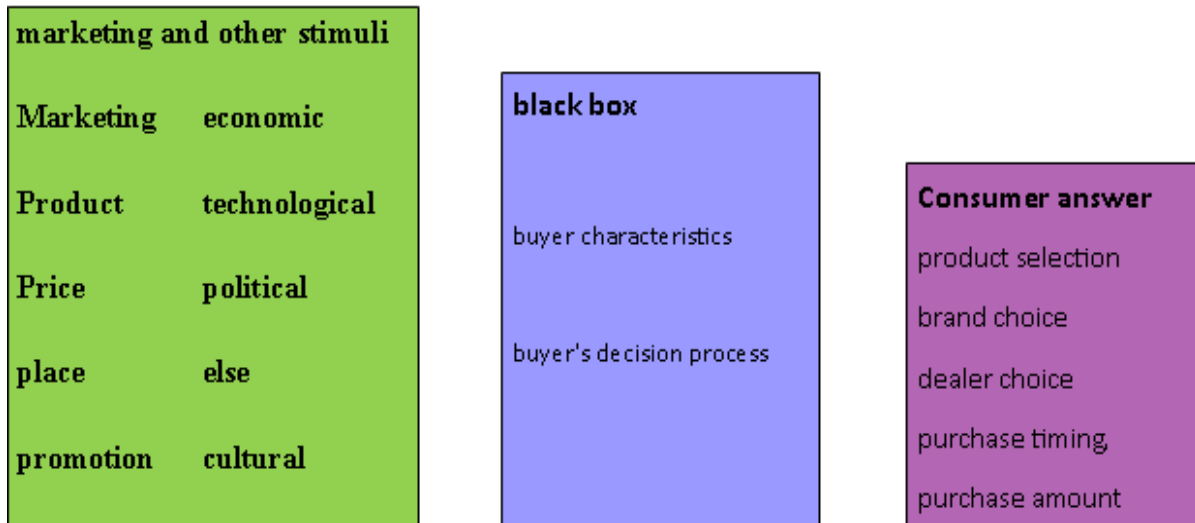 marketing and other stimuli
Marketing economic
Product technological
Price political
place else
promotion cultural
black box
buyer characteristics
buyer's decision process
Consumer answer
product selection
brand choice
dealer choice
purchase timing,
purchase amount